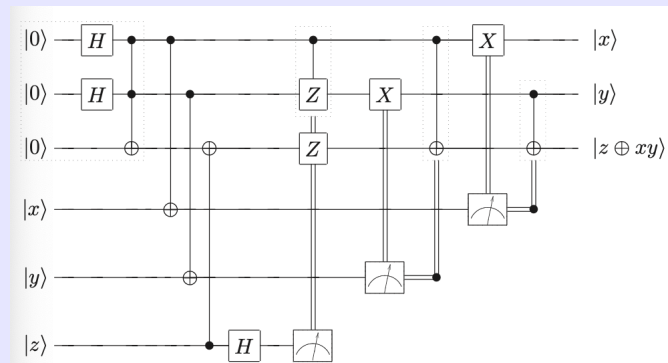 |0⟩ H X |x⟩
|0⟩ H Z X |y⟩
|0⟩ Z |z ⊕ xy⟩
|x⟩
|y⟩
|z⟩ H